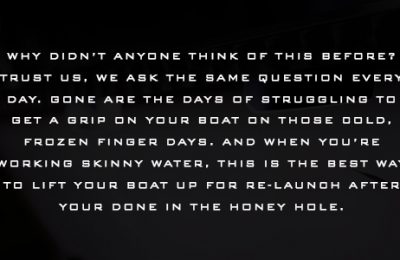 WHY DIDN'T ANYONE THINK OF THIS BEFORE?
TRUST US, WE ASK THE SAME QUESTION EVERY
DAY. GONE ARE THE DAYS OF STRUGGLING TO
GET A GRIP ON YOUR BOAT ON THOSE COLD,
FROZEN FINGER DAYS. AND WHEN YOU'RE
WORKING SKINNY WATER, THIS IS THE BEST WAY
TO LIFT YOUR BOAT UP FOR RE-LAUNCH AFTER
YOUR DONE IN THE HONEY HOLE.